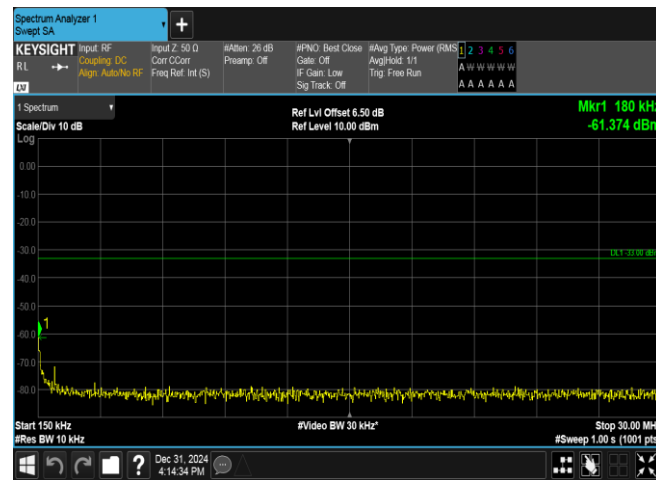 Spectrum Analyzer 1
Swept SA
+
KEYSIGHT
RL
LXI
Input: RF
Coupling: DC
Align: Auto/No RF
Input Z: 50 Ω
Corr CCorr
Freq Ref: Int (S)
#Atten: 26 dB
Preamp: Off
#PNO: Best Close
Gate: Off
IF Gain: Low
Sig Track: Off
#Avg Type: Power (RMS
Avg|Hold: 1/1
Trig: Free Run
1 2 3 4 5 6
A W W W W W
A A A A A A
1 Spectrum
Scale/Div 10 dB
Log
Ref Lvl Offset 6.50 dB
Ref Level 10.00 dBm
Mkr1 180 kHz
-61.374 dBm
0.00
-10.0
-20.0
-30.0
DL1 -33.00 dBm
-40.0
-50.0
1
-60.0
-70.0
-80.0
Start 150 kHz
#Res BW 10 kHz
#Video BW 30 kHz*
Stop 30.00 MH
#Sweep 1.00 s (1001 pts
?
Dec 31, 2024
4:14:34 PM